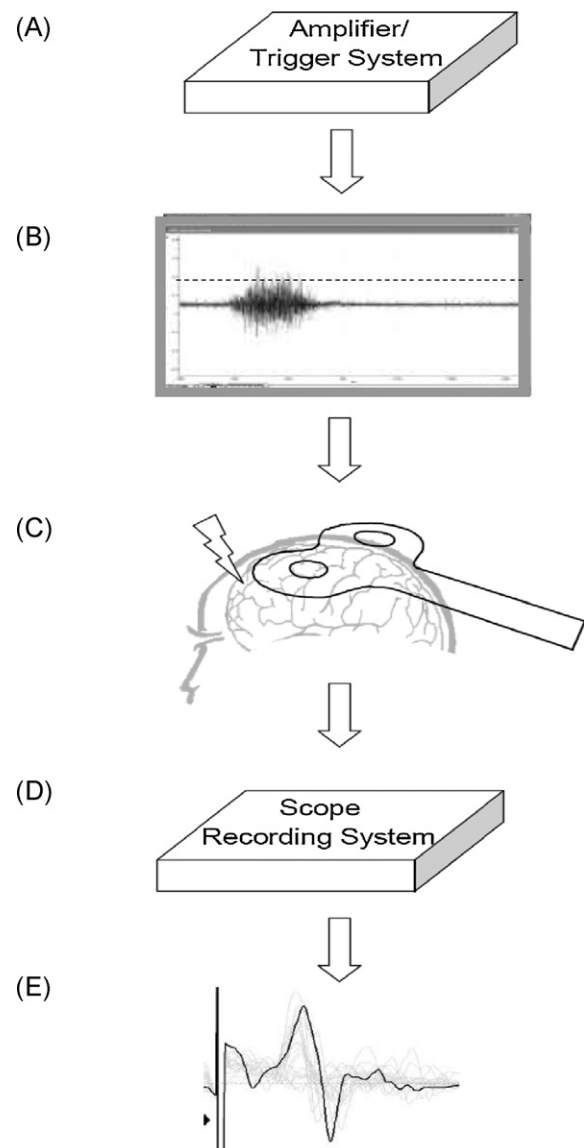 (A)
Amplifier/
Trigger System
(B)
(C)
(D)
Scope
Recording System
(E)